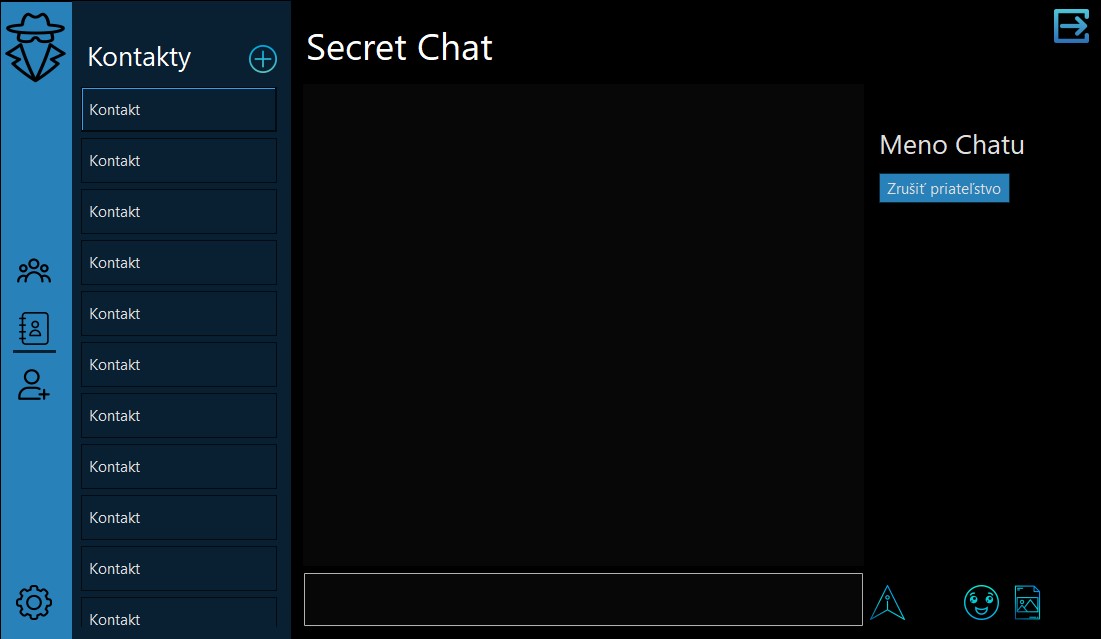 Kontakty
Kontakt
Kontakt
Kontakt
Kontakt
Kontakt
Kontakt
Kontakt
Kontakt
Kontakt
Kontakt
Kontakt
Secret Chat
Meno Chatu
Zrušiť priateľstvo